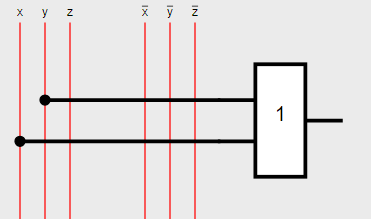 x y z x̄ ȳ z̄
1